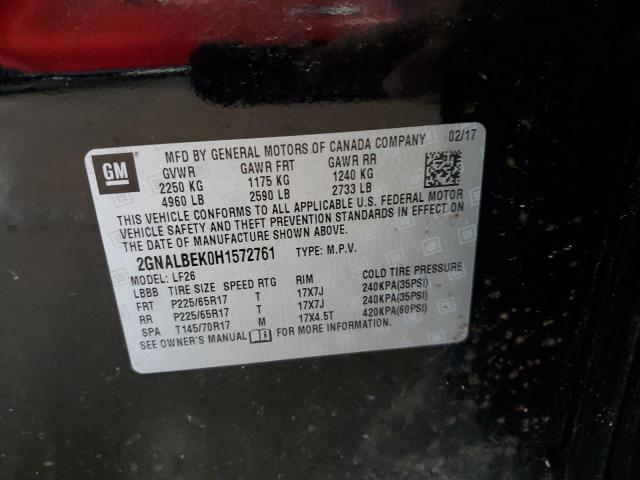 GM
MFD BY GENERAL MOTORS OF CANADA COMPANY 02/17
GVWR GAWR FRT GAWR RR
2250 KG 1175 KG 1240 KG
4960 LB 2590 LB 2733 LB
THIS VEHICLE CONFORMS TO ALL APPLICABLE U.S. FEDERAL MOTOR
VEHICLE SAFETY AND THEFT PREVENTION STANDARDS IN EFFECT ON
THE DATE OF MANUFACTURE SHOWN ABOVE.
2GNALBEK0H1572761 TYPE: M.P.V.
MODEL: LF26
LBBB TIRE SIZE SPEED RTG RIM COLD TIRE PRESSURE
FRT P225/65R17 T 17X7J 240KPA(35PSI)
RR P225/65R17 T 17X7J 240KPA(35PSI)
SPA T145/70R17 M 17X4.5T 420KPA(60PSI)
SEE OWNER'S MANUAL FOR MORE INFORMATION.